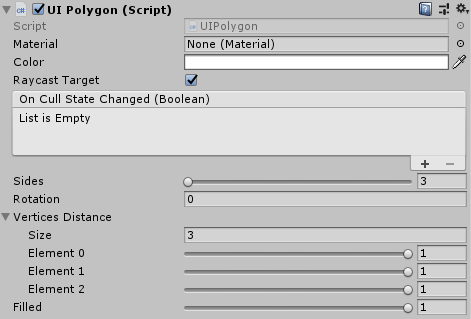 UI Polygon (Script)
Script UIPolygon
Material None (Material)
Color
Raycast Target
On Cull State Changed (Boolean)
List is Empty
Sides 3
Rotation 0
Vertices Distance
Size 3
Element 0 1
Element 1 1
Element 2 1
Filled 1